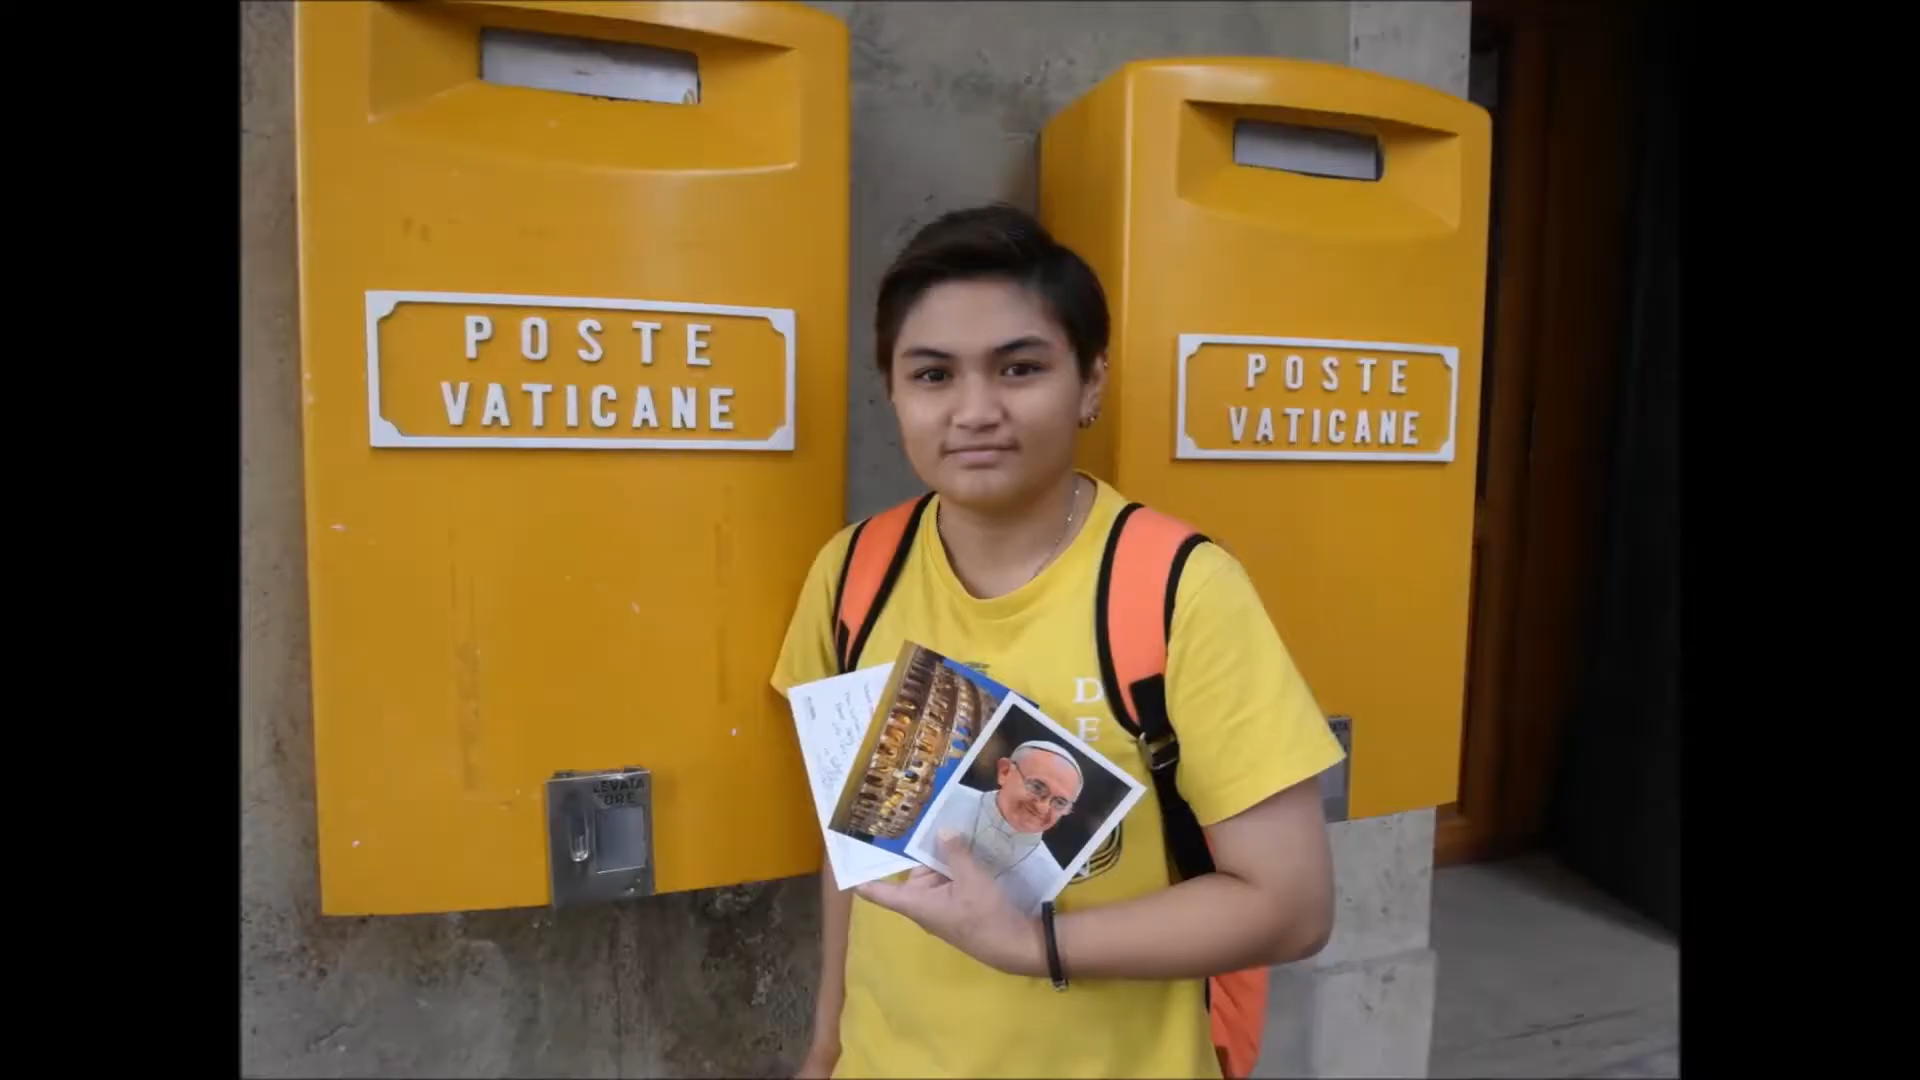 POSTE
VATICANE
POSTE
VATICANE
LEVATA
ORE
D
E